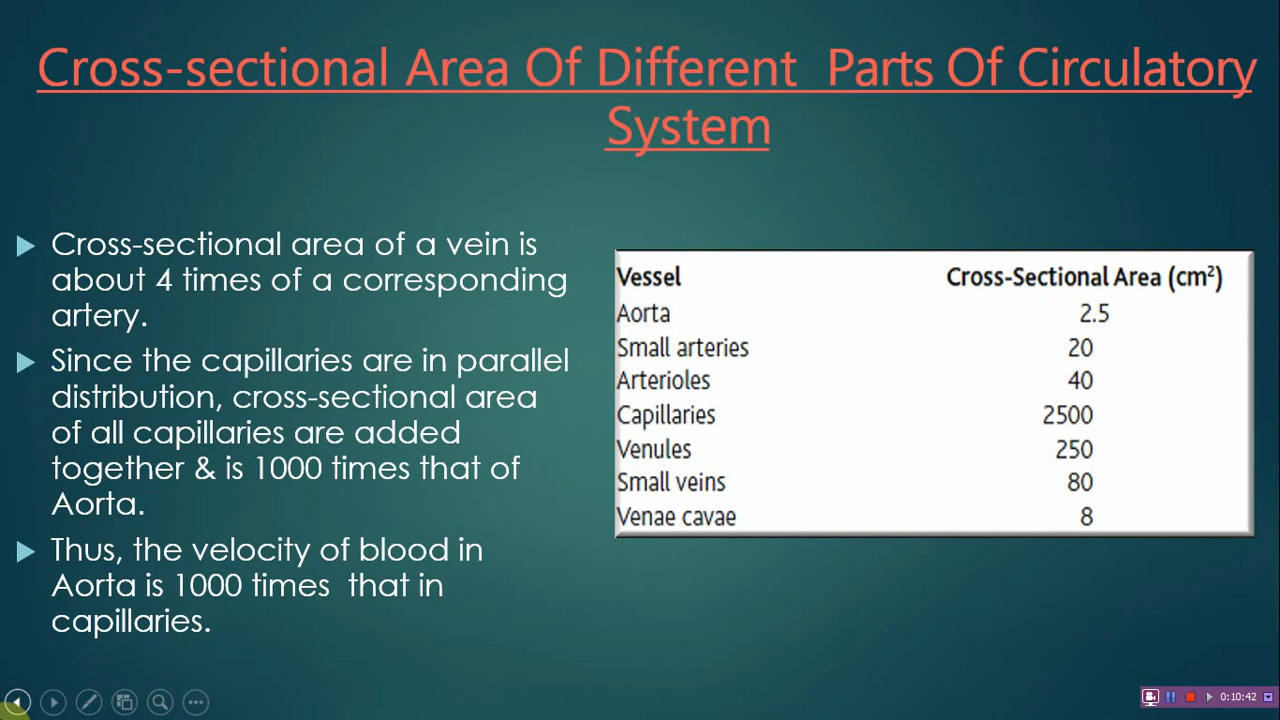 Cross-sectional Area Of Different Parts Of Circulatory
System
Cross-sectional area of a vein is
about 4 times of a corresponding
artery.
Since the capillaries are in parallel
distribution, cross-sectional area
of all capillaries are added
together & is 1000 times that of
Aorta.
Thus, the velocity of blood in
Aorta is 1000 times that in
capillaries.
Vessel Cross-Sectional Area (cm²)
Aorta 2.5
Small arteries 20
Arterioles 40
Capillaries 2500
Venules 250
Small veins 80
Venae cavae 8
0:10:42